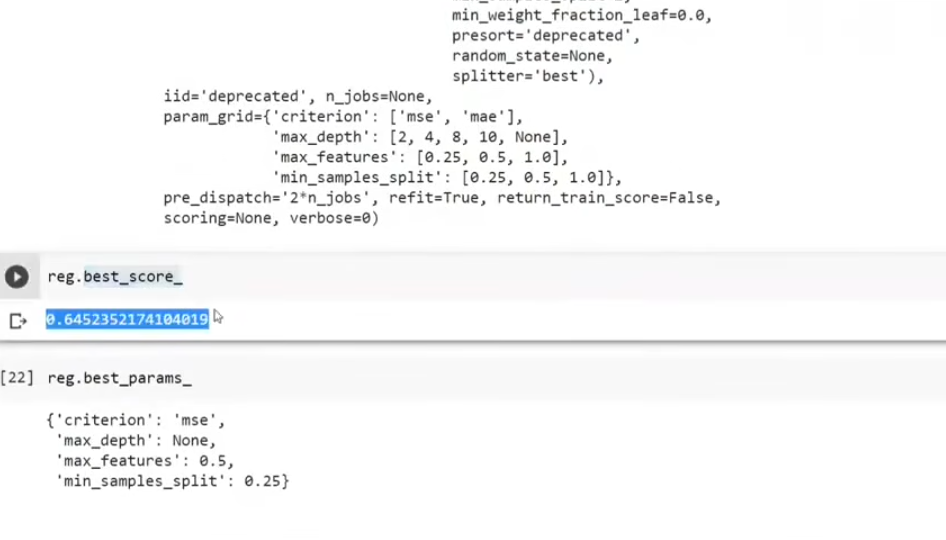 min_weight_fraction_leaf=0.0,
presort='deprecated',
random_state=None,
splitter='best'),
iid='deprecated', n_jobs=None,
param_grid={'criterion': ['mse', 'mae'],
'max_depth': [2, 4, 8, 10, None],
'max_features': [0.25, 0.5, 1.0],
'min_samples_split': [0.25, 0.5, 1.0]},
pre_dispatch='2*n_jobs', refit=True, return_train_score=False,
scoring=None, verbose=0)
reg.best_score_
0.6452352174104019
[22] reg.best_params_
{'criterion': 'mse',
'max_depth': None,
'max_features': 0.5,
'min_samples_split': 0.25}